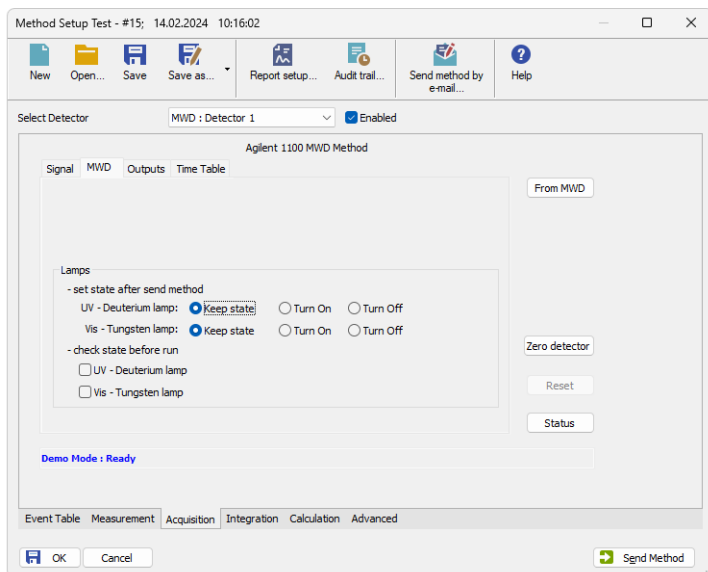 Method Setup Test - #15; 14.02.2024 10:16:02
New Open... Save Save as... Report setup... Audit trail... Send method by e-mail... Help
Select Detector MWD : Detector 1 Enabled
Agilent 1100 MWD Method
Signal MWD Outputs Time Table
From MWD
Lamps
- set state after send method
UV - Deuterium lamp: Keep state Turn On Turn Off
Vis - Tungsten lamp: Keep state Turn On Turn Off
- check state before run
Zero detector
UV - Deuterium lamp
Reset
Vis - Tungsten lamp
Status
Demo Mode : Ready
Event Table Measurement Acquisition Integration Calculation Advanced
OK Cancel Send Method